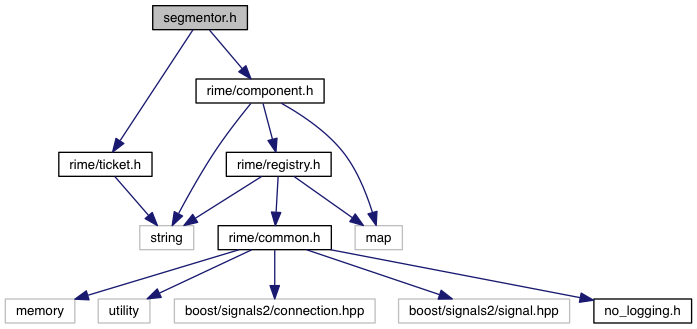 segmentor.h
rime/component.h
rime/ticket.h
rime/registry.h
string
rime/common.h
map
memory
utility
boost/signals2/connection.hpp
boost/signals2/signal.hpp
no_logging.h